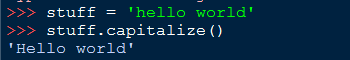 >>> stuff = 'hello world'
>>> stuff.capitalize()
'Hello world'